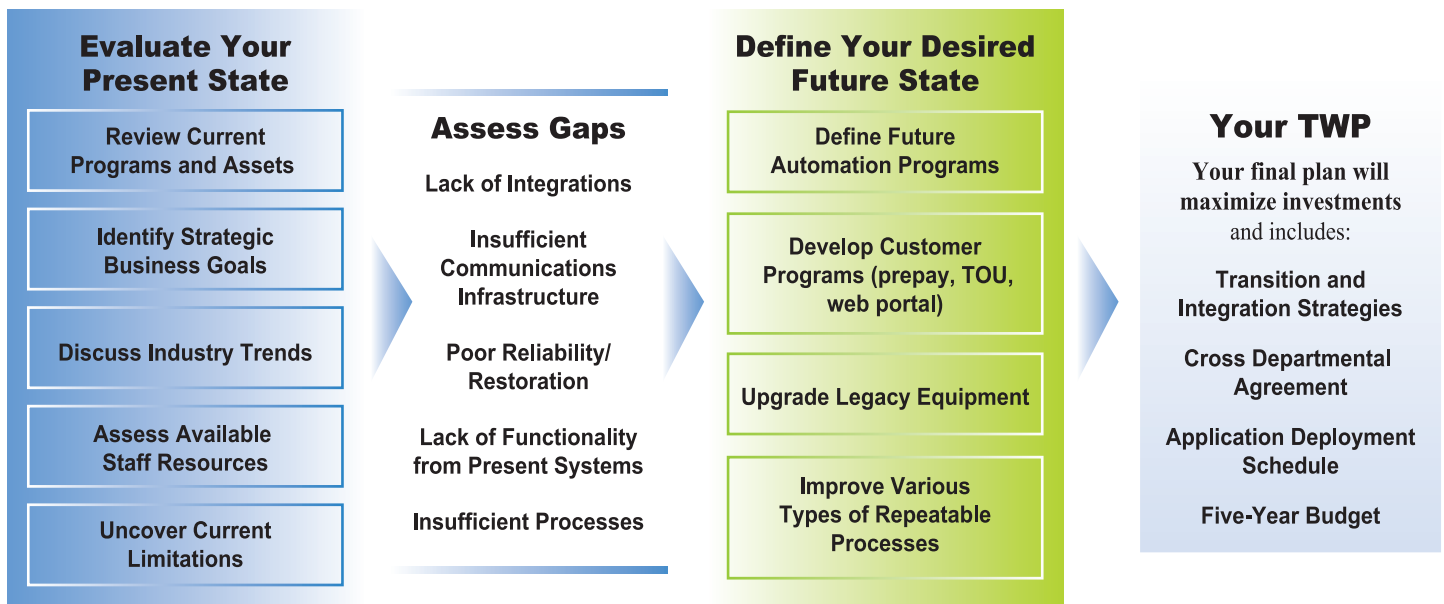 Evaluate Your
Present State
Review Current
Programs and Assets
Identify Strategic
Business Goals
Discuss Industry Trends
Assess Available
Staff Resources
Uncover Current
Limitations
Assess Gaps
Lack of Integrations
Insufficient
Communications
Infrastructure
Poor Reliability/
Restoration
Lack of Functionality
from Present Systems
Insufficient Processes
Define Your Desired
Future State
Define Future
Automation Programs
Develop Customer
Programs (prepay, TOU,
web portal)
Upgrade Legacy Equipment
Improve Various
Types of Repeatable
Processes
Your TWP
Your final plan will
maximize investments
and includes:
Transition and
Integration Strategies
Cross Departmental
Agreement
Application Deployment
Schedule
Five-Year Budget